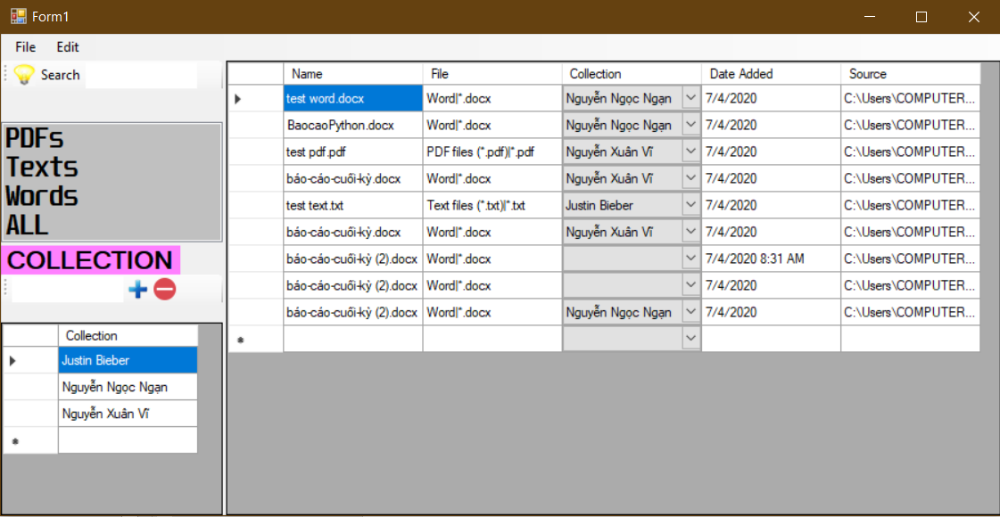 Form1
File Edit
Search
PDFs
Texts
Words
ALL
COLLECTION
Collection
Justin Bieber
Nguyễn Ngọc Ngạn
Nguyễn Xuân Vĩ
Name File Collection Date Added Source
test word.docx Word|*.docx Nguyễn Ngọc Ngạn 7/4/2020 C:\Users\COMPUTER...
BaocaoPython.docx Word|*.docx Nguyễn Ngọc Ngạn 7/4/2020 C:\Users\COMPUTER...
test pdf.pdf PDF files (*.pdf)|*.pdf Nguyễn Xuân Vĩ 7/4/2020 C:\Users\COMPUTER...
báo-cáo-cuối-kỳ.docx Word|*.docx Nguyễn Xuân Vĩ 7/4/2020 C:\Users\COMPUTER...
test text.txt Text files (*.txt)|*.txt Justin Bieber 7/4/2020 C:\Users\COMPUTER...
báo-cáo-cuối-kỳ.docx Word|*.docx Nguyễn Xuân Vĩ 7/4/2020 C:\Users\COMPUTER...
báo-cáo-cuối-kỳ (2).docx Word|*.docx 7/4/2020 8:31 AM C:\Users\COMPUTER...
báo-cáo-cuối-kỳ (2).docx Word|*.docx 7/4/2020 C:\Users\COMPUTER...
báo-cáo-cuối-kỳ (2).docx Word|*.docx Nguyễn Ngọc Ngạn 7/4/2020 C:\Users\COMPUTER...